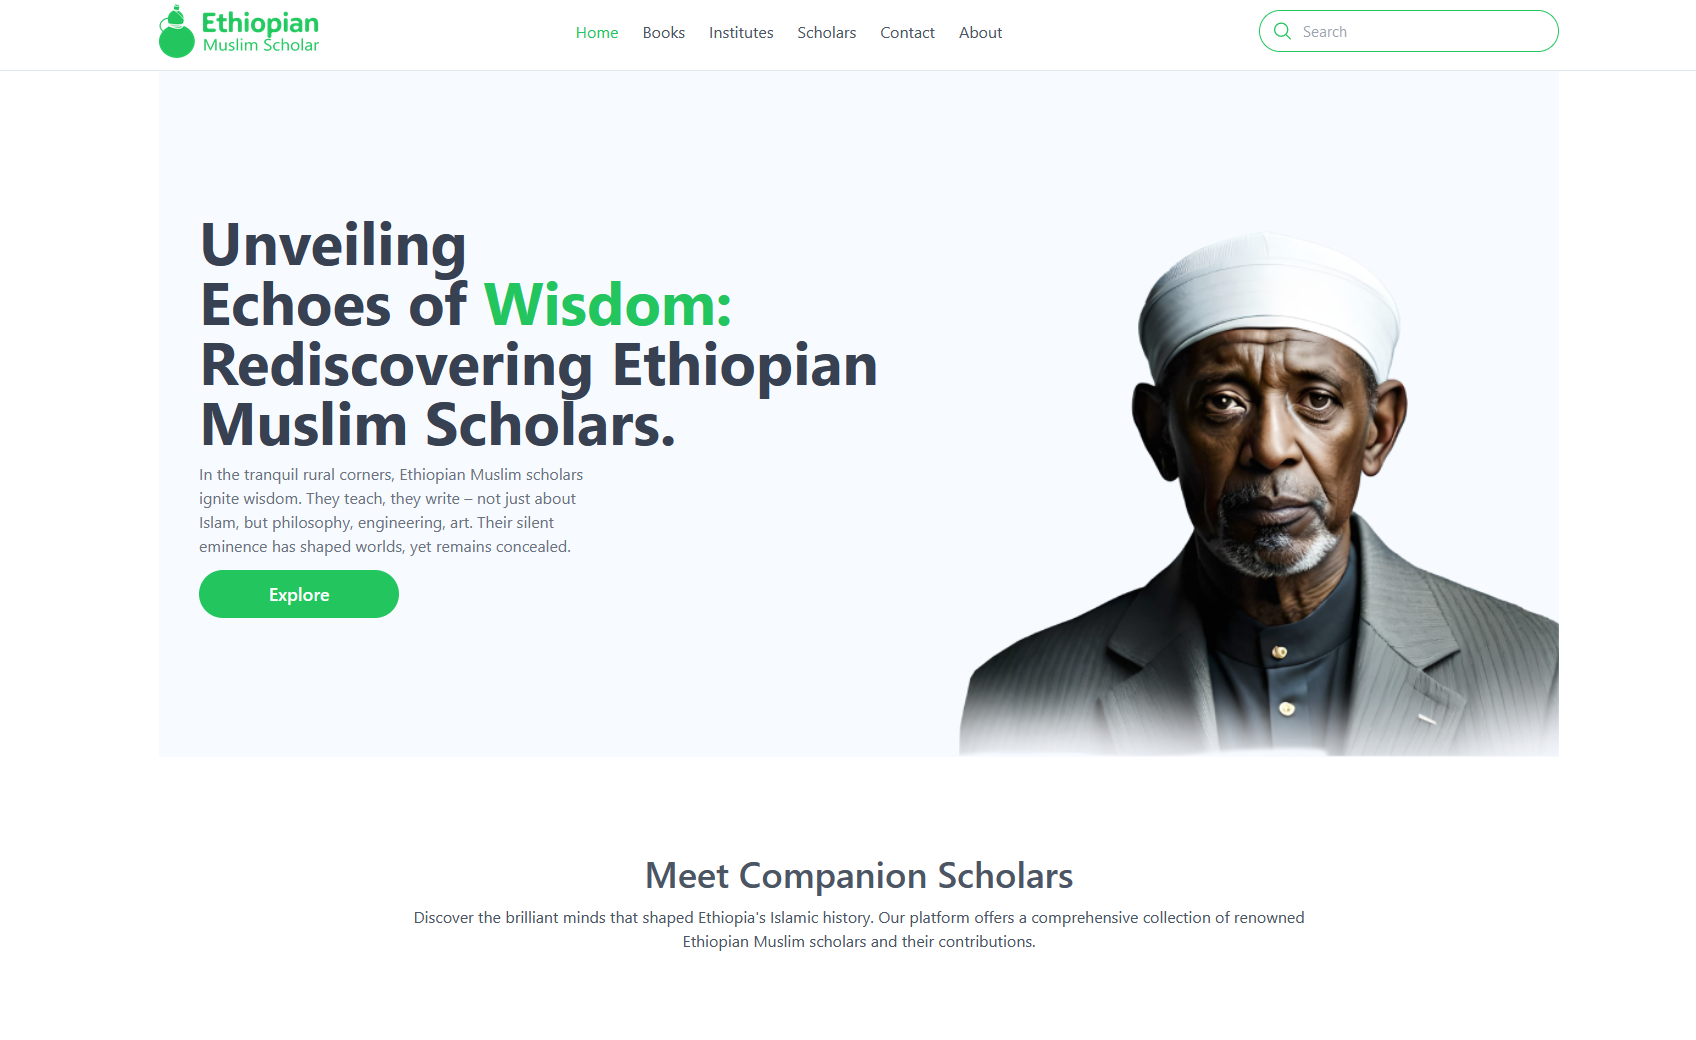 Ethiopian
Muslim Scholar
Home Books Institutes Scholars Contact About
Search
Unveiling
Echoes of Wisdom:
Rediscovering Ethiopian
Muslim Scholars.
In the tranquil rural corners, Ethiopian Muslim scholars
ignite wisdom. They teach, they write – not just about
Islam, but philosophy, engineering, art. Their silent
eminence has shaped worlds, yet remains concealed.
Explore
Meet Companion Scholars
Discover the brilliant minds that shaped Ethiopia's Islamic history. Our platform offers a comprehensive collection of renowned
Ethiopian Muslim scholars and their contributions.